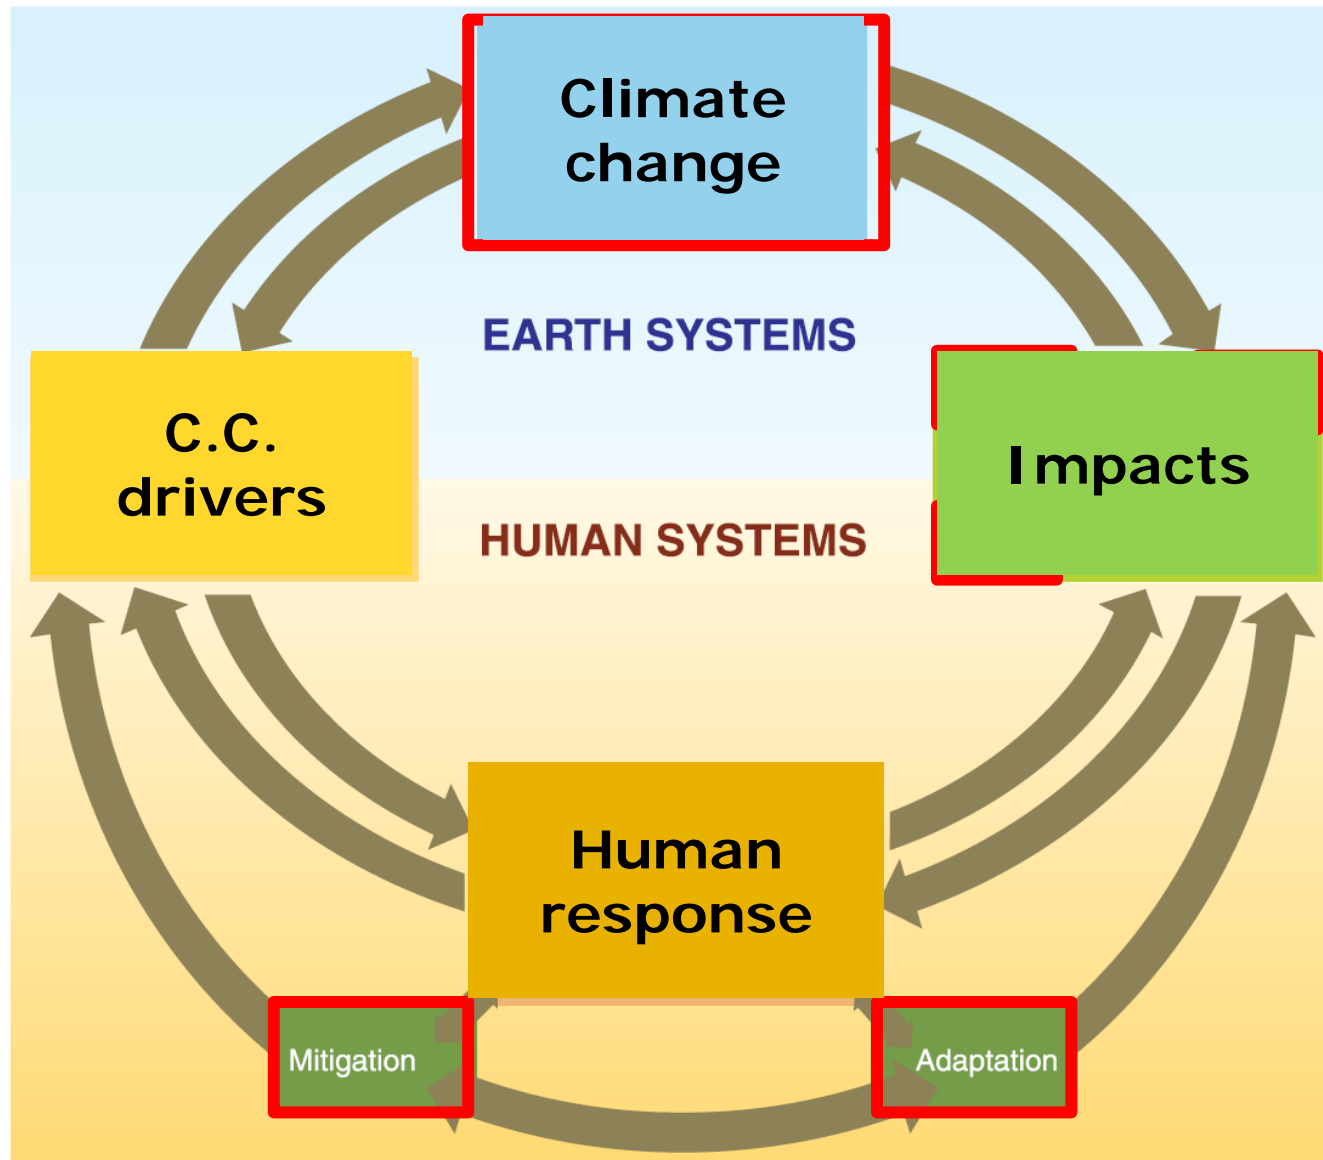 Climate
change
EARTH SYSTEMS
C.C.
drivers
Impacts
HUMAN SYSTEMS
Human
response
Mitigation
Adaptation